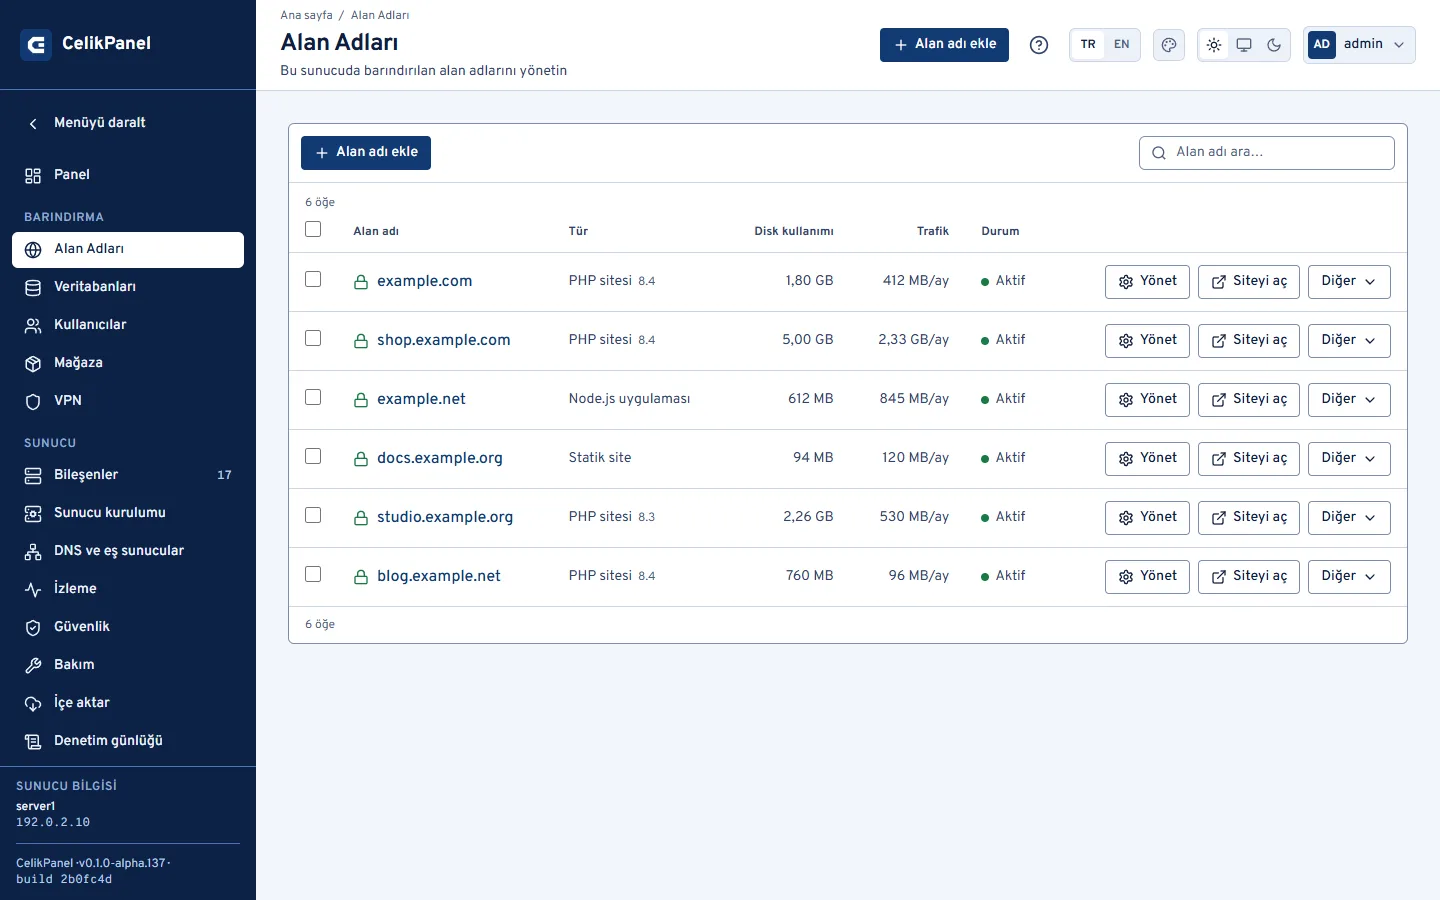 CelikPanel
Menüyü daralt
Panel
BARINDIRMA
Alan Adları
Veritabanları
Kullanıcılar
Mağaza
VPN
SUNUCU
Bileşenler 17
Sunucu kurulumu
DNS ve eş sunucular
İzleme
Güvenlik
Bakım
İçe aktar
Denetim günlüğü
SUNUCU BİLGİSİ
server1
192.0.2.10
CelikPanel ·v0.1.0-alpha.137·
build 2b0fc4d
Ana sayfa / Alan Adları
Alan Adları
Bu sunucuda barındırılan alan adlarını yönetin
Alan adı ekle TR EN AD admin
Alan adı ekle Alan adı ara...
6 öğe
Alan adı Tür Disk kullanımı Trafik Durum
example.com PHP sitesi 8.4 1,80 GB 412 MB/ay Aktif Yönet Siteyi aç Diğer
shop.example.com PHP sitesi 8.4 5,00 GB 2,33 GB/ay Aktif Yönet Siteyi aç Diğer
example.net Node.js uygulaması 612 MB 845 MB/ay Aktif Yönet Siteyi aç Diğer
docs.example.org Statik site 94 MB 120 MB/ay Aktif Yönet Siteyi aç Diğer
studio.example.org PHP sitesi 8.3 2,26 GB 530 MB/ay Aktif Yönet Siteyi aç Diğer
blog.example.net PHP sitesi 8.4 760 MB 96 MB/ay Aktif Yönet Siteyi aç Diğer
6 öğe